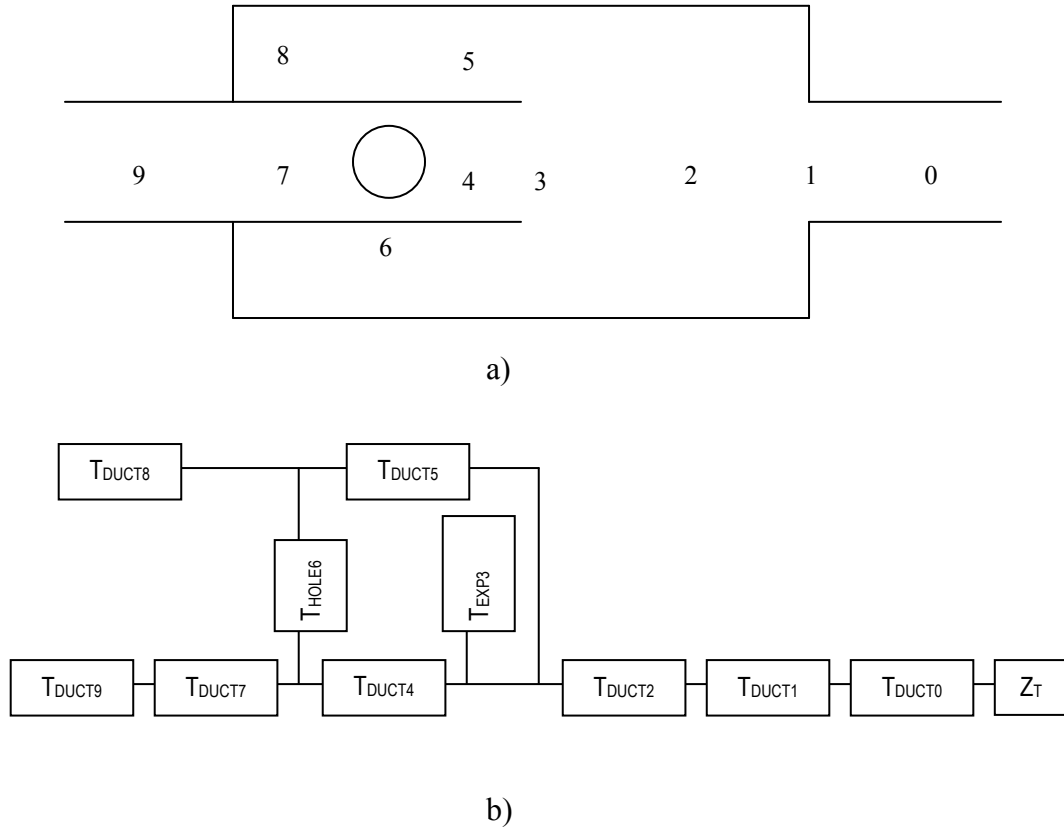 8 5
9 7 4 3 2 1 0
6
a)
TDUCT8 TDUCT5
THOLE6 TEXP3
TDUCT9 TDUCT7 TDUCT4 TDUCT2 TDUCT1 TDUCT0 ZT
b)